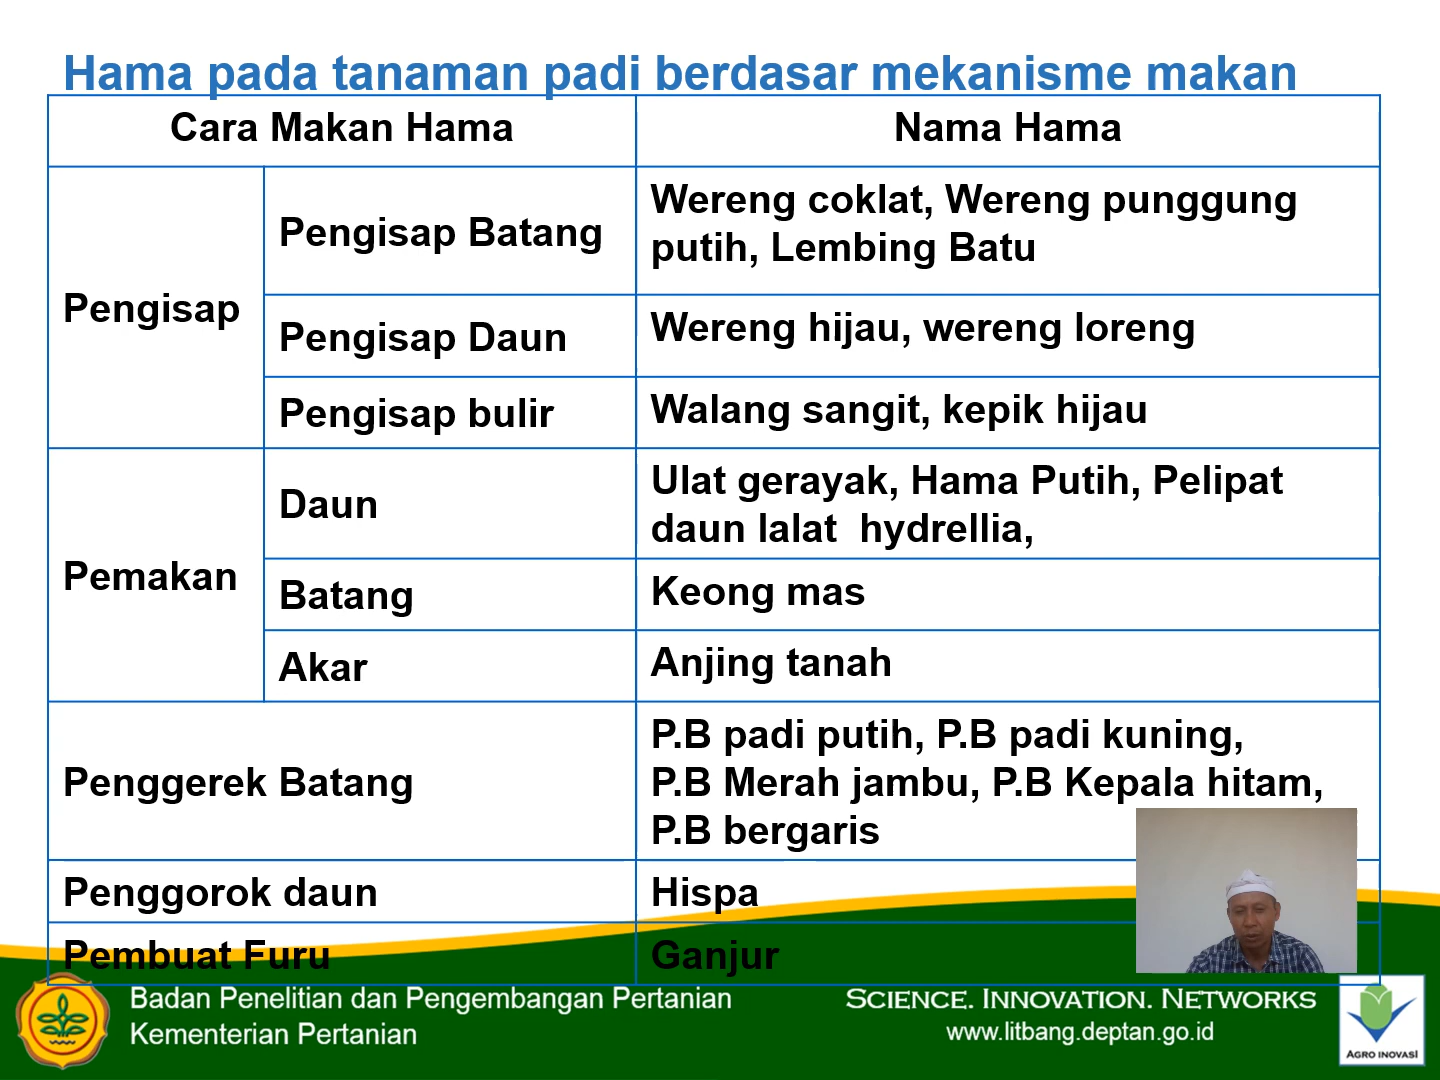 Hama pada tanaman padi berdasar mekanisme makan
Cara Makan Hama
Nama Hama
Pengisap
Pengisap Batang
Wereng coklat, Wereng punggung
putih, Lembing Batu
Pengisap Daun
Wereng hijau, wereng loreng
Pengisap bulir
Walang sangit, kepik hijau
Pemakan
Daun
Ulat gerayak, Hama Putih, Pelipat
daun lalat  hydrellia,
Batang
Keong mas
Akar
Anjing tanah
Penggerek Batang
P.B padi putih, P.B padi kuning,
P.B Merah jambu, P.B Kepala hitam,
P.B bergaris
Penggorok daun
Hispa
Pembuat Furu
Ganjur
Badan Penelitian dan Pengembangan Pertanian
Kementerian Pertanian
SCIENCE. INNOVATION. NETWORKS
www.litbang.deptan.go.id
AGRO INOVASI